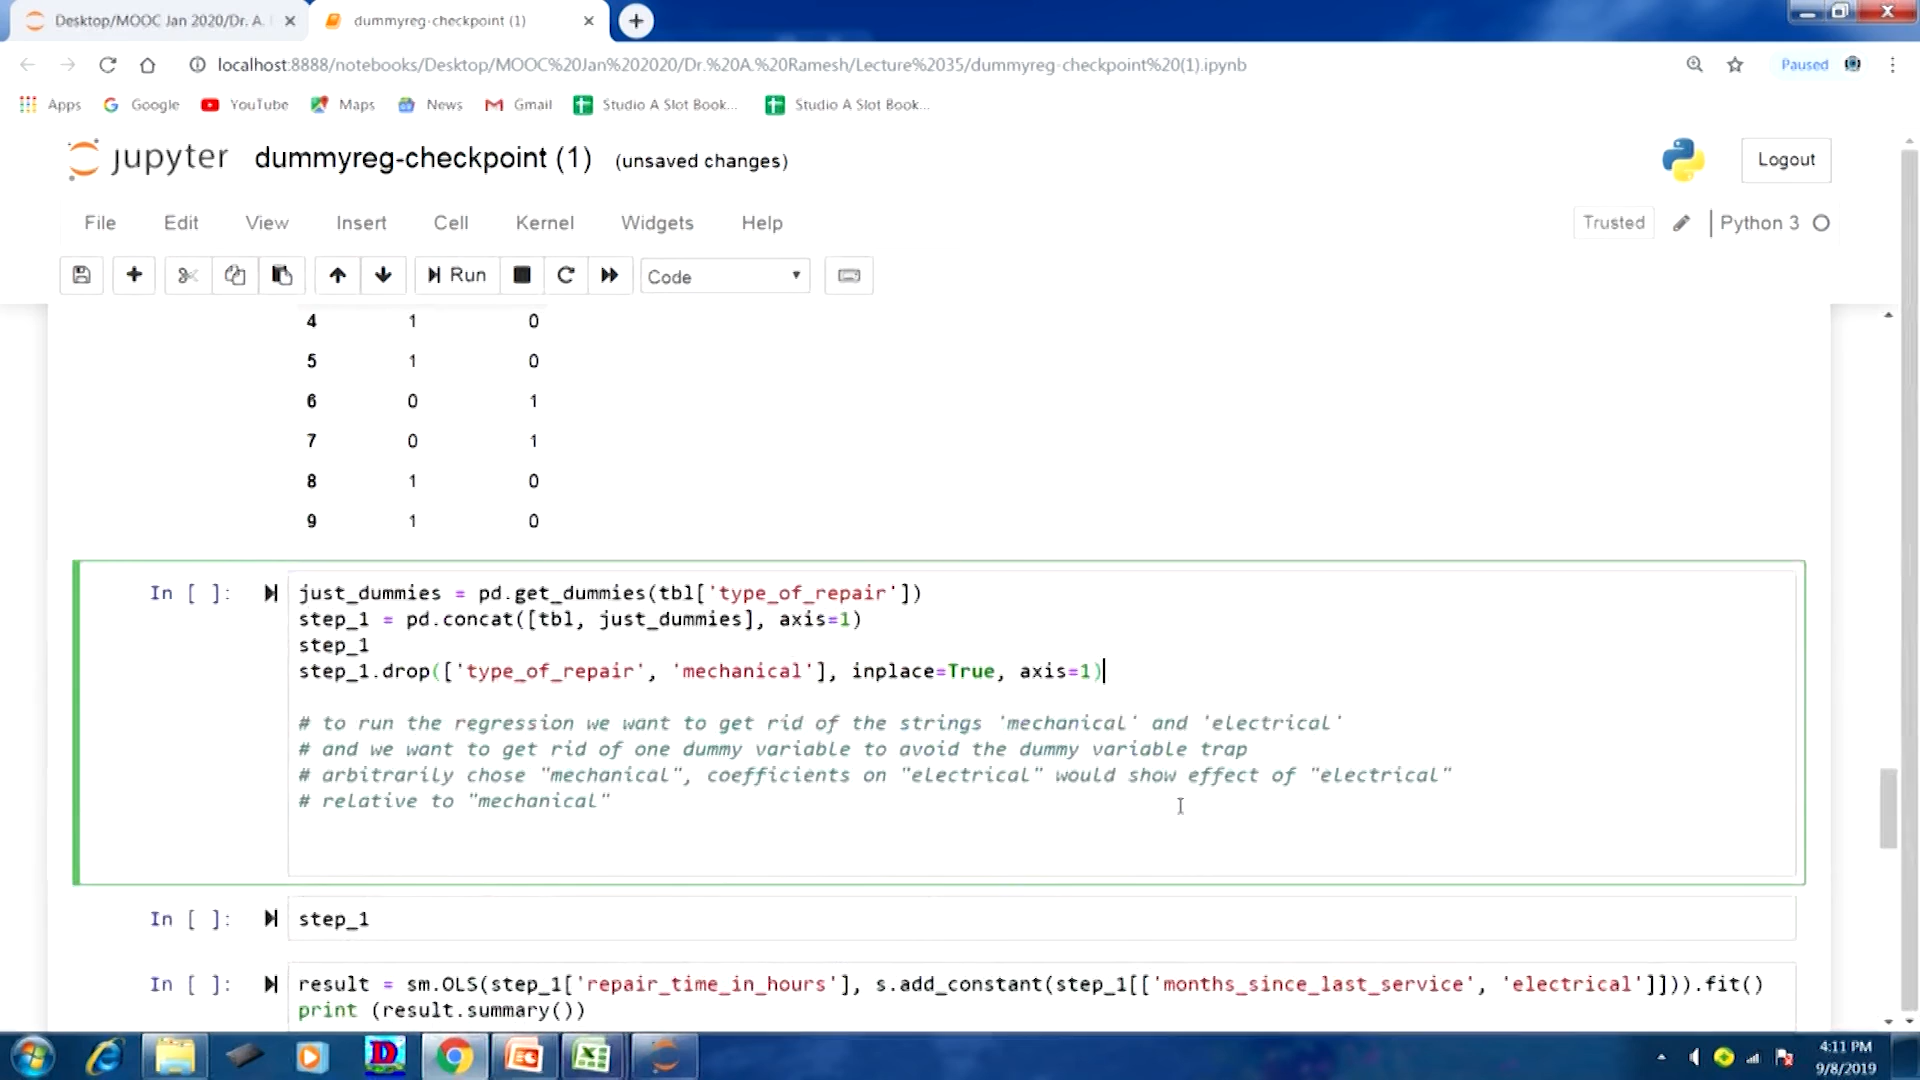 Desktop/MOOC Jan 2020/Dr. A.
dummyreg-checkpoint (1)
localhost:8888/notebooks/Desktop/MOOC%20Jan%202020/Dr.%20A.%20Ramesh/Lecture%2035/dummyreg-checkpoint%20(1).ipynb
Paused
Apps Google YouTube Maps News Gmail Studio A Slot Book... Studio A Slot Book...
jupyter dummyreg-checkpoint (1) (unsaved changes)
Logout
File Edit View Insert Cell Kernel Widgets Help
Trusted Python 3
Run Code
4 1 0
5 1 0
6 0 1
7 0 1
8 1 0
9 1 0
In [ ]: just_dummies = pd.get_dummies(tbl['type_of_repair'])
step_1 = pd.concat([tbl, just_dummies], axis=1)
step_1
step_1.drop(['type_of_repair', 'mechanical'], inplace=True, axis=1)
# to run the regression we want to get rid of the strings 'mechanical' and 'electrical'
# and we want to get rid of one dummy variable to avoid the dummy variable trap
# arbitrarily chose "mechanical", coefficients on "electrical" would show effect of "electrical"
# relative to "mechanical"
In [ ]: step_1
In [ ]: result = sm.OLS(step_1['repair_time_in_hours'], s.add_constant(step_1[['months_since_last_service', 'electrical']])).fit()
print (result.summary())
4:11 PM
9/8/2019